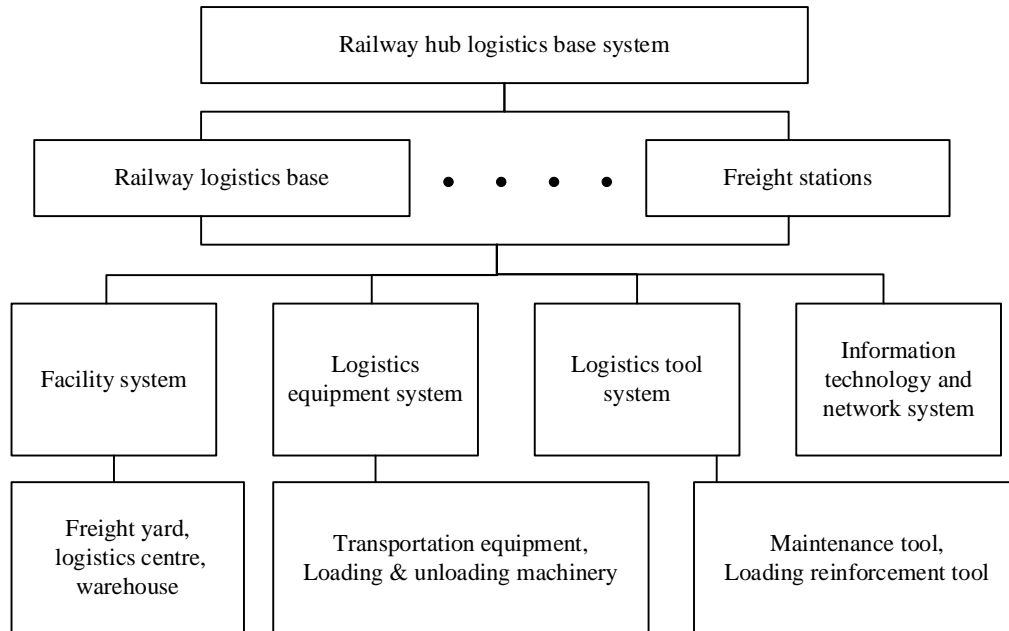 Railway hub logistics base system
Railway logistics base
Freight stations
Facility system
Logistics
equipment system
Logistics tool
system
Information
technology and
network system
Freight yard,
logistics centre,
warehouse
Transportation equipment,
Loading & unloading machinery
Maintenance tool,
Loading reinforcement tool